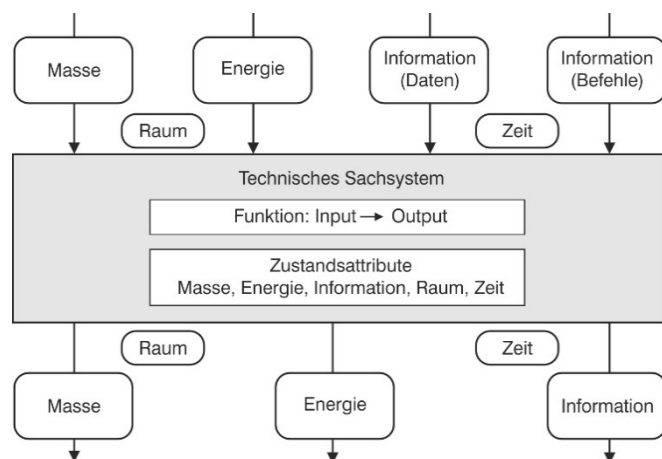 Masse
Energie
Information
(Daten)
Information
(Befehle)
Raum
Zeit
Technisches Sachsystem
Funktion: Input → Output
Zustandsattribute
Masse, Energie, Information, Raum, Zeit
Raum
Zeit
Masse
Energie
Information